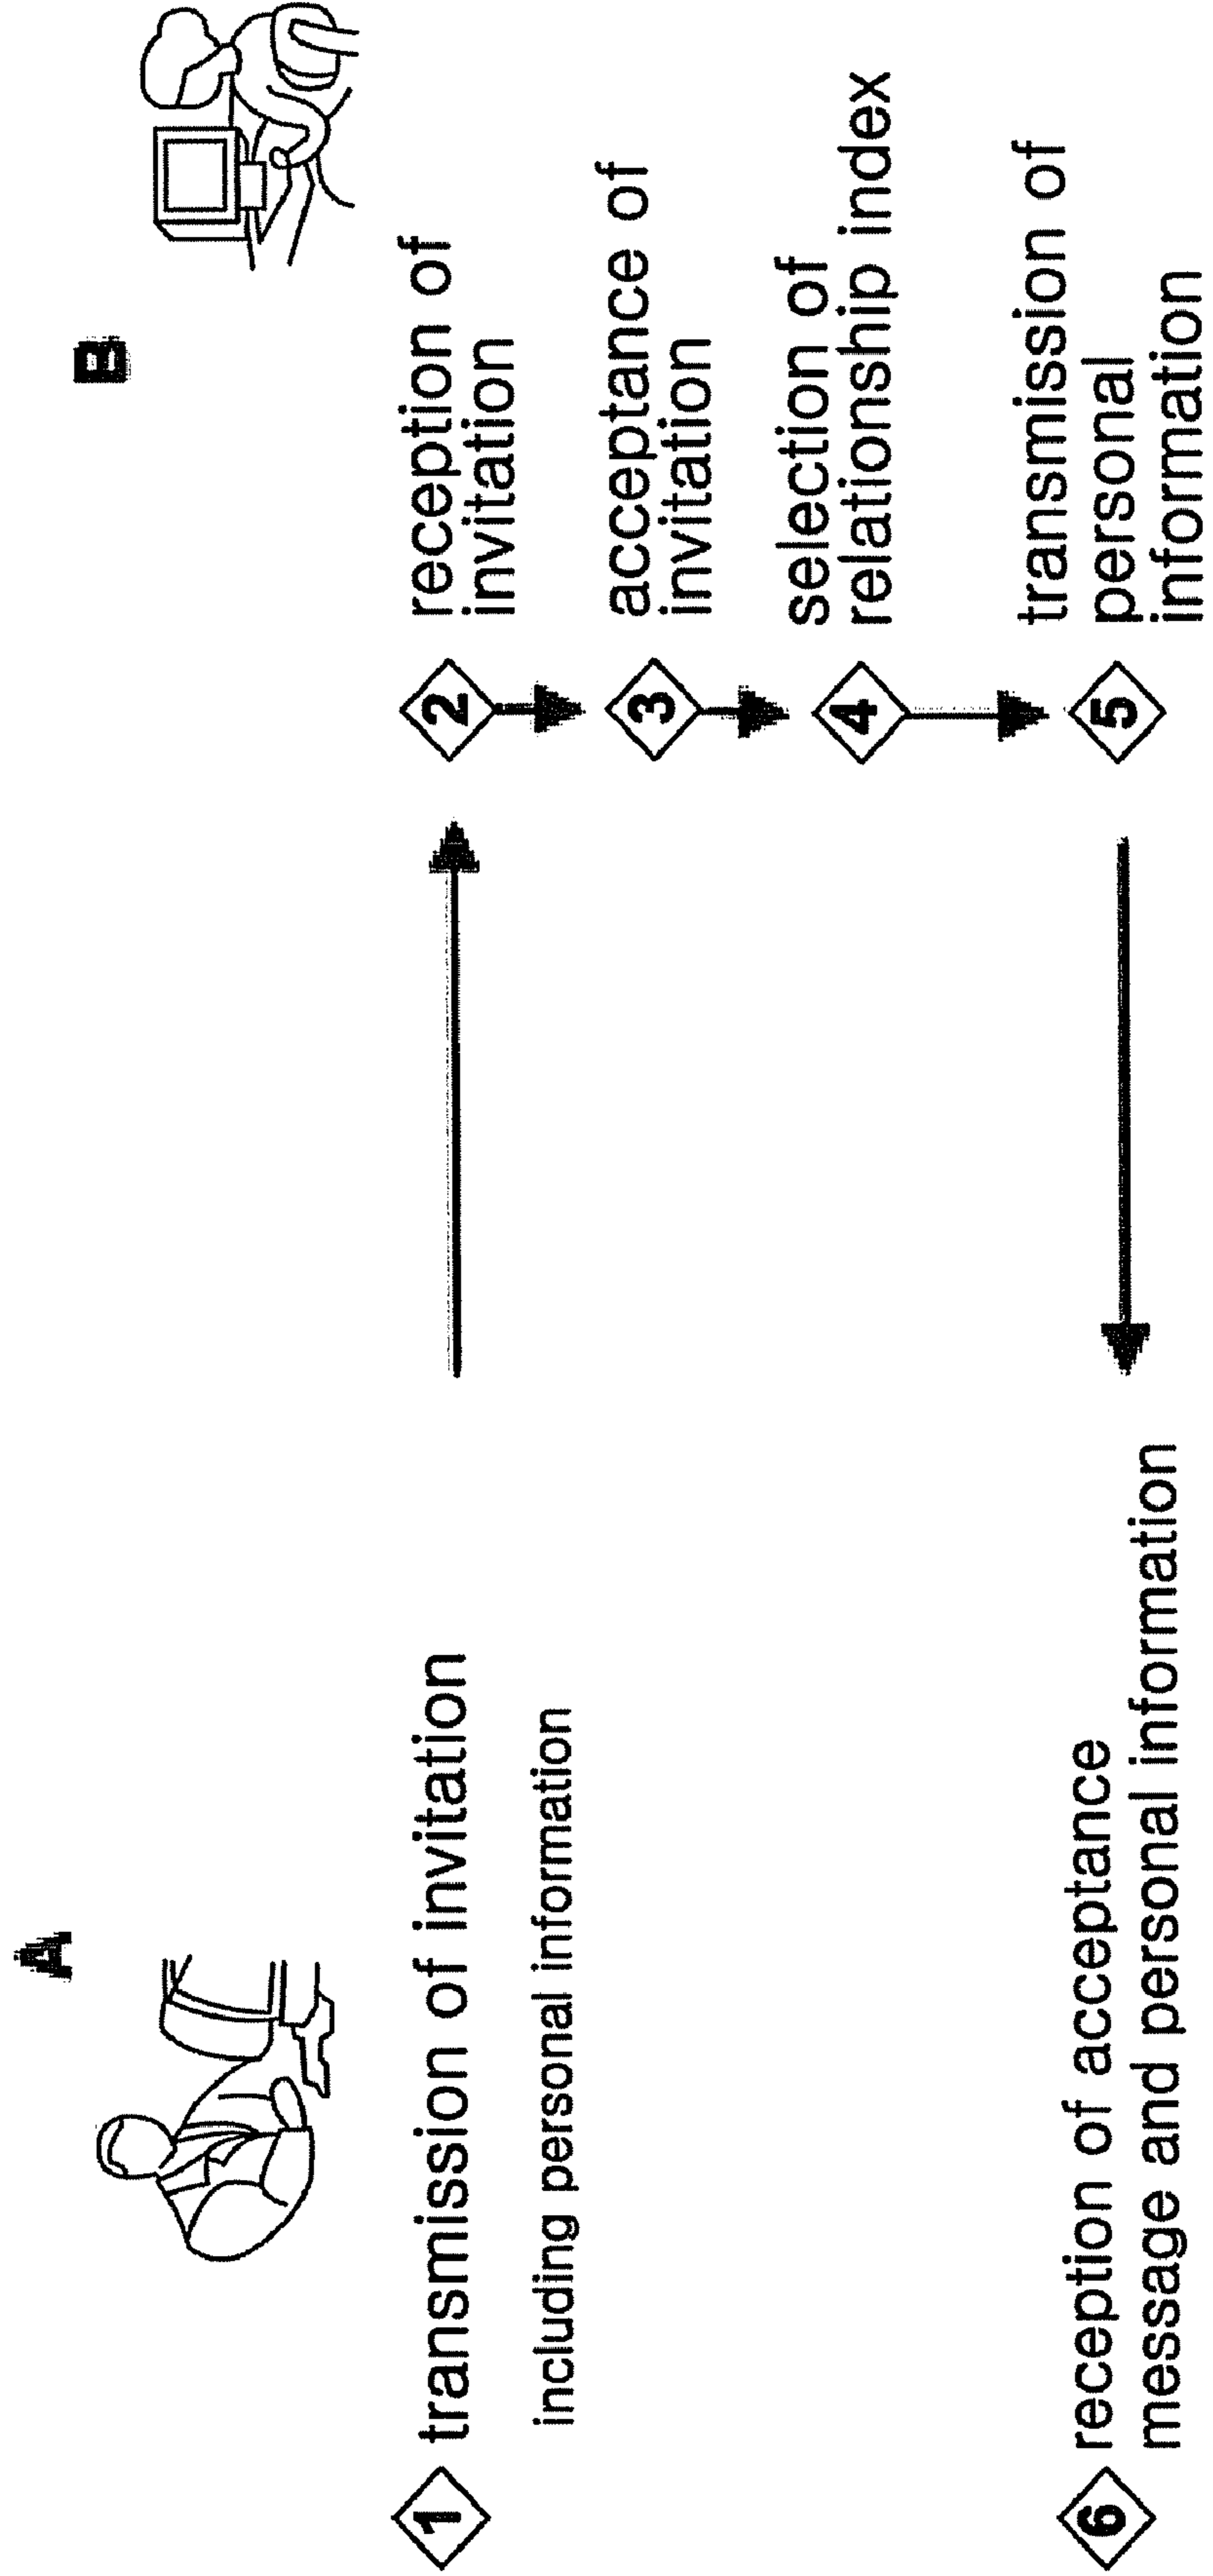 A
B
1
transmission of invitation
including personal information
2
reception of
invitation
3
acceptance of
invitation
4
selection of
relationship index
5
transmission of
personal
information
6
reception of acceptance
message and personal information